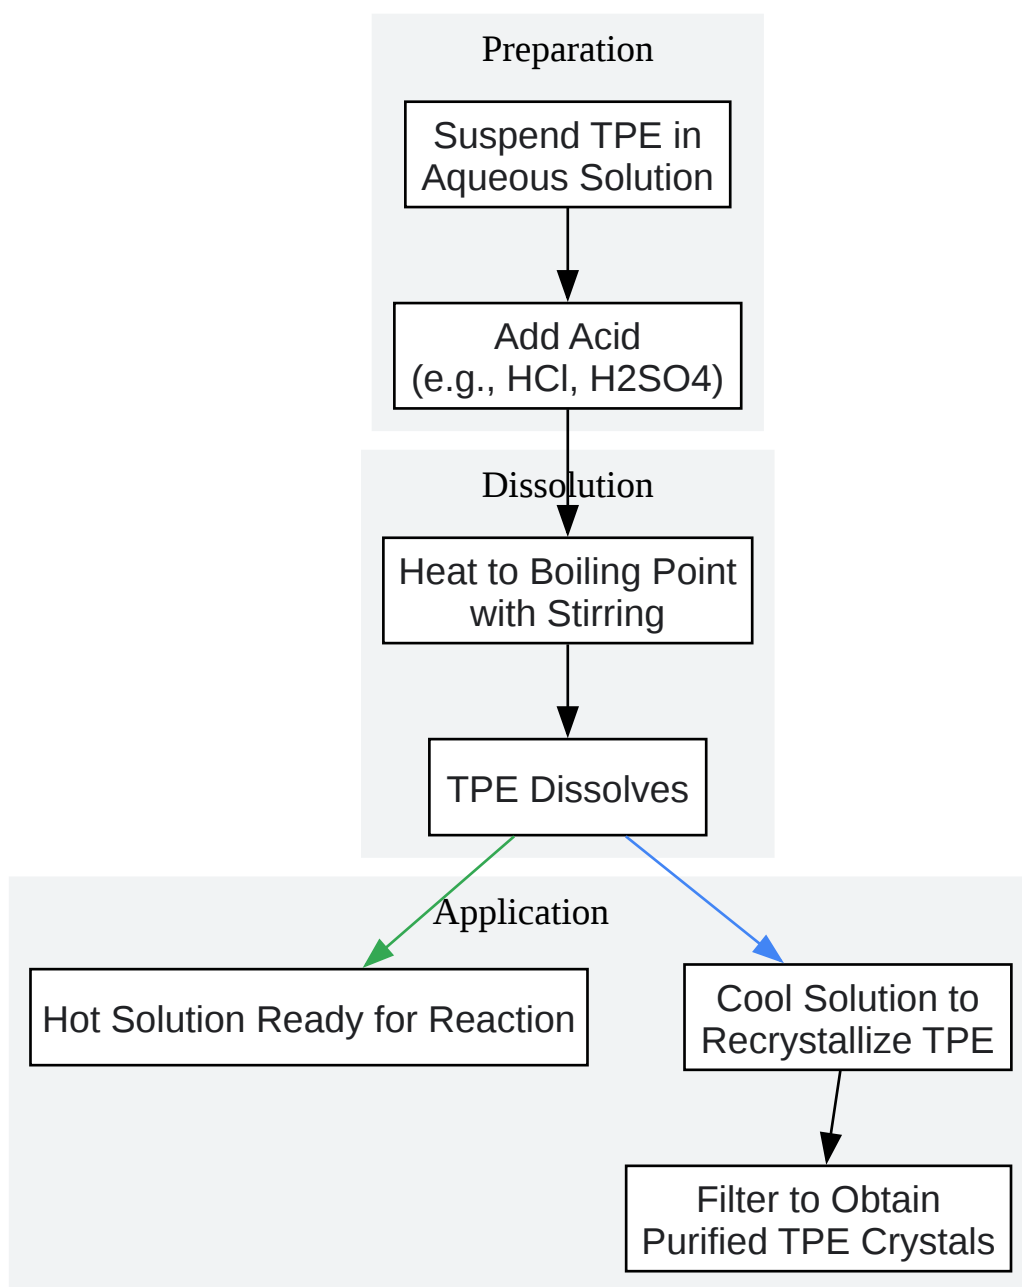 Preparation
Suspend TPE in
Aqueous Solution
Add Acid
(e.g., HCl, H2SO4)
Dissolution
Heat to Boiling Point
with Stirring
TPE Dissolves
Application
Hot Solution Ready for Reaction
Cool Solution to
Recrystallize TPE
Filter to Obtain
Purified TPE Crystals